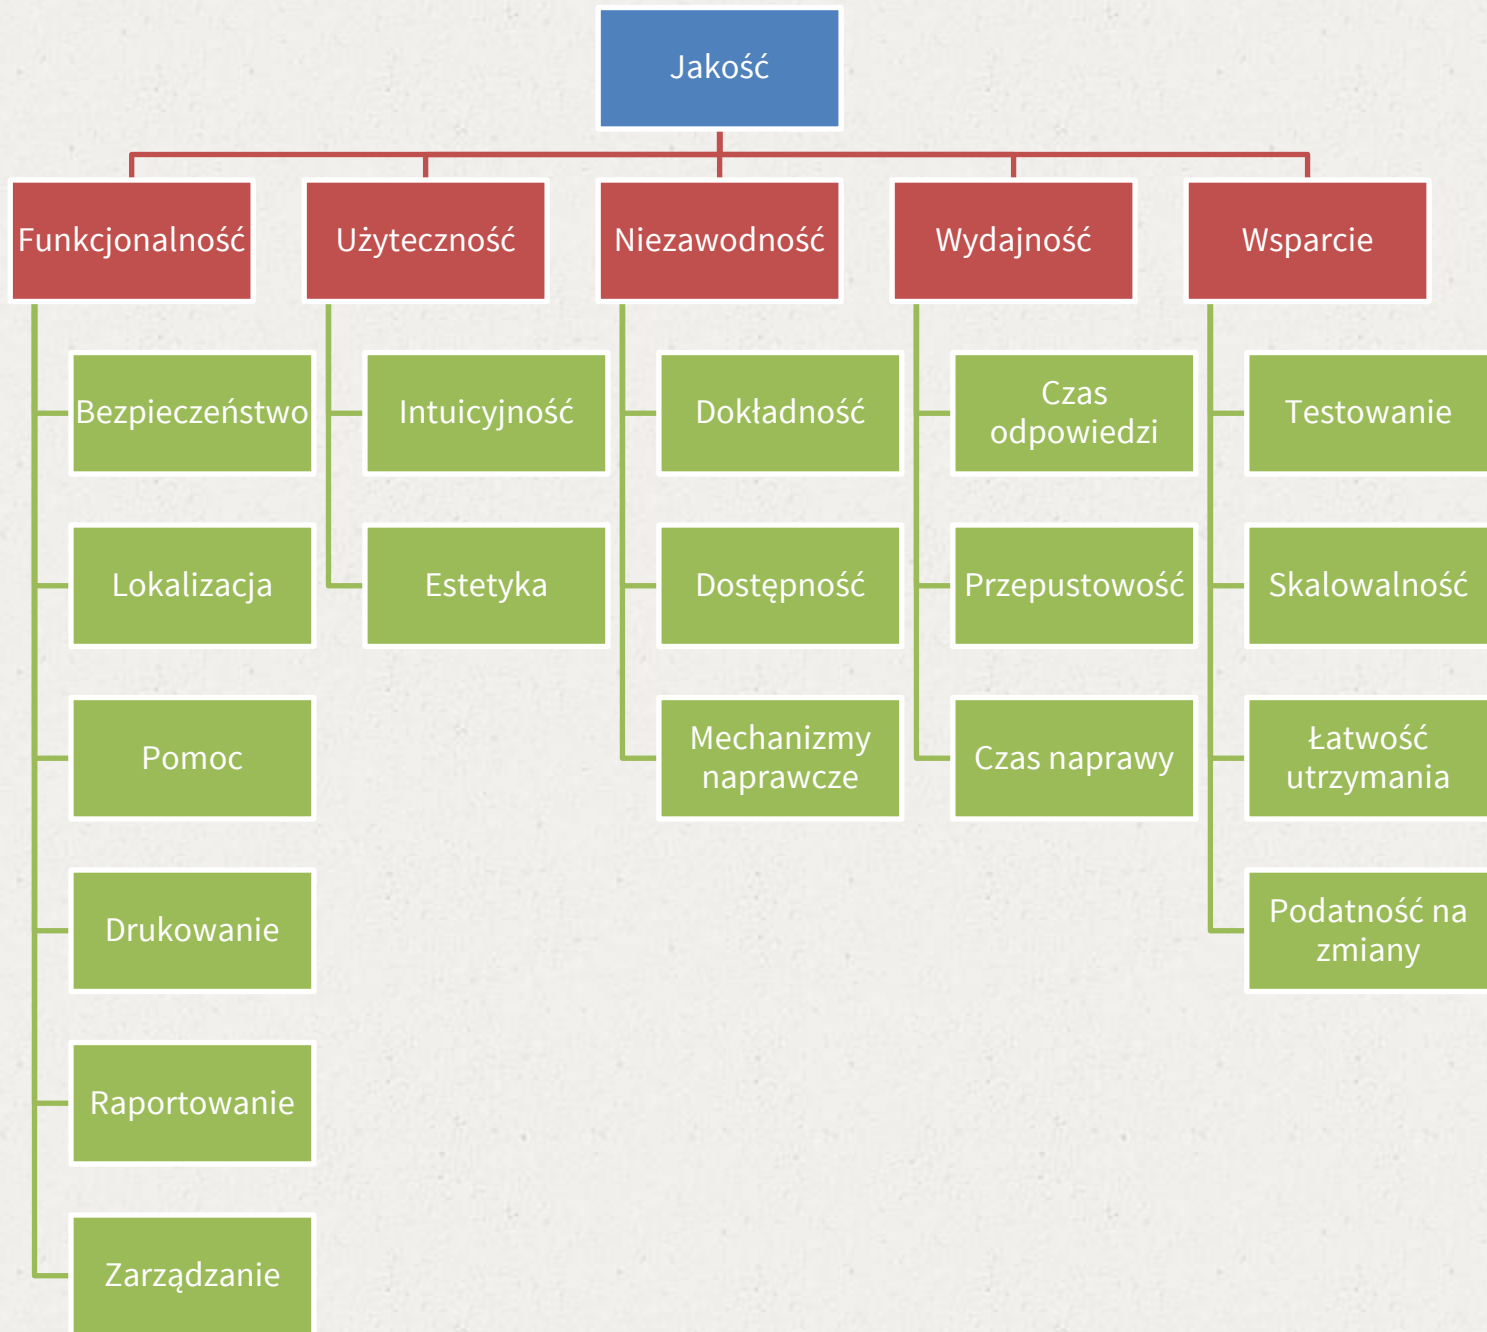 Jakość
Funkcjonalność
Użyteczność
Niezawodność
Wydajność
Wsparcie
Bezpieczeństwo
Lokalizacja
Pomoc
Drukowanie
Raportowanie
Zarządzanie
Intuicyjność
Estetyka
Dokładność
Dostępność
Mechanizmy
naprawcze
Czas
odpowiedzi
Przepustowość
Czas naprawy
Testowanie
Skalowalność
Łatwość
utrzymania
Podatność na
zmiany